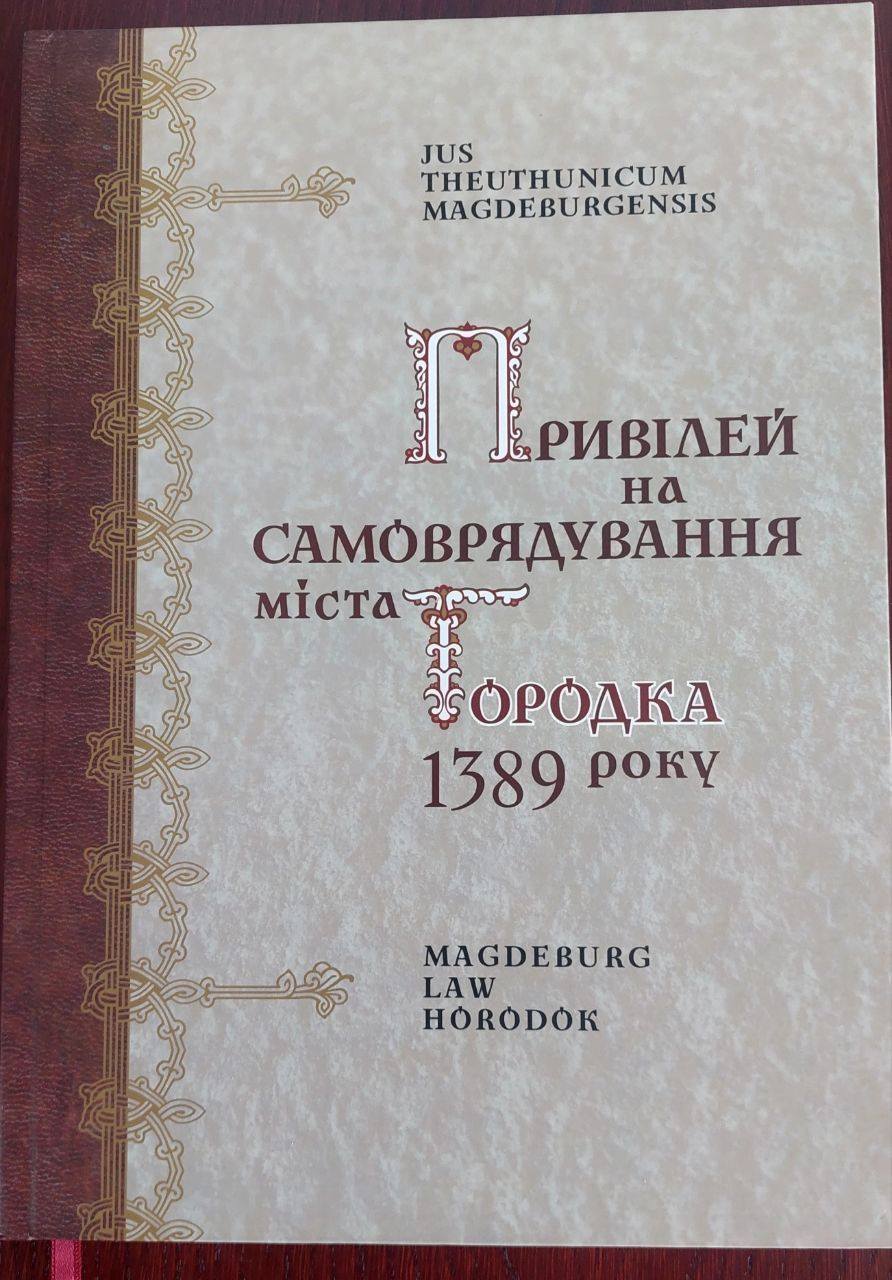 JUS
THEUTHUNICUM
MAGDEBURGENSIS
ПРИВІЛЕЙ
на
САМОВРЯДУВАННЯ
міста
ГОРОДКА
1389 року
MAGDEBURG
LAW
HORODOK